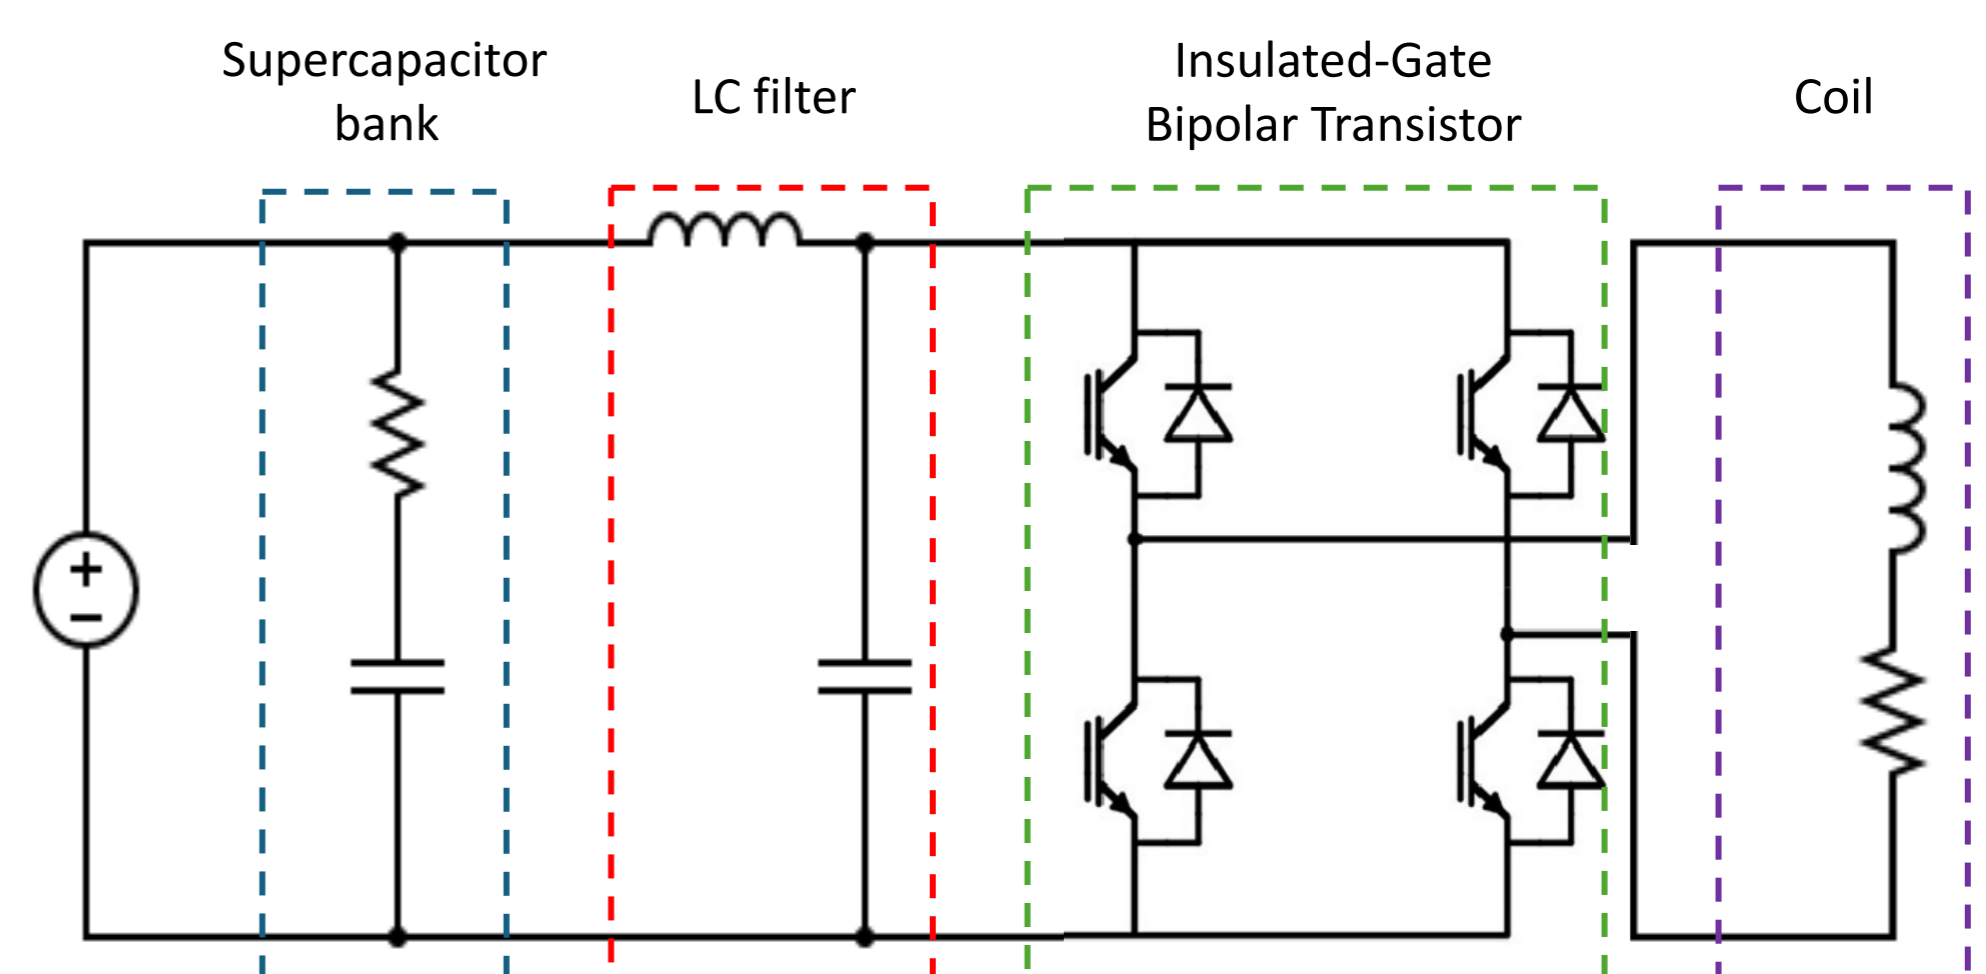 Supercapacitor
bank
LC filter
Insulated-Gate
Bipolar Transistor
Coil
+
−